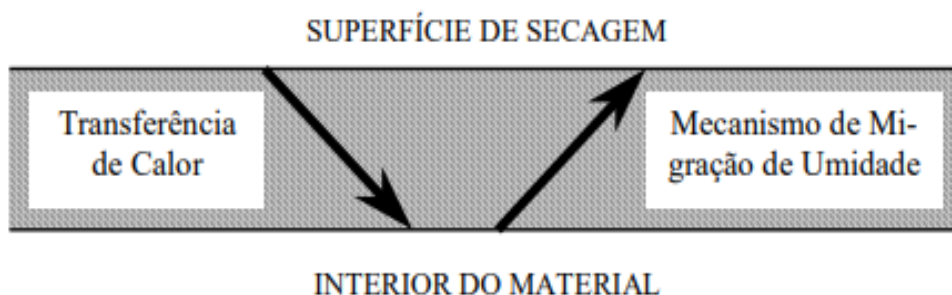 SUPERFÍCIE DE SECAGEM
Transferência
de Calor
Mecanismo de Mi-
gração de Umidade
INTERIOR DO MATERIAL